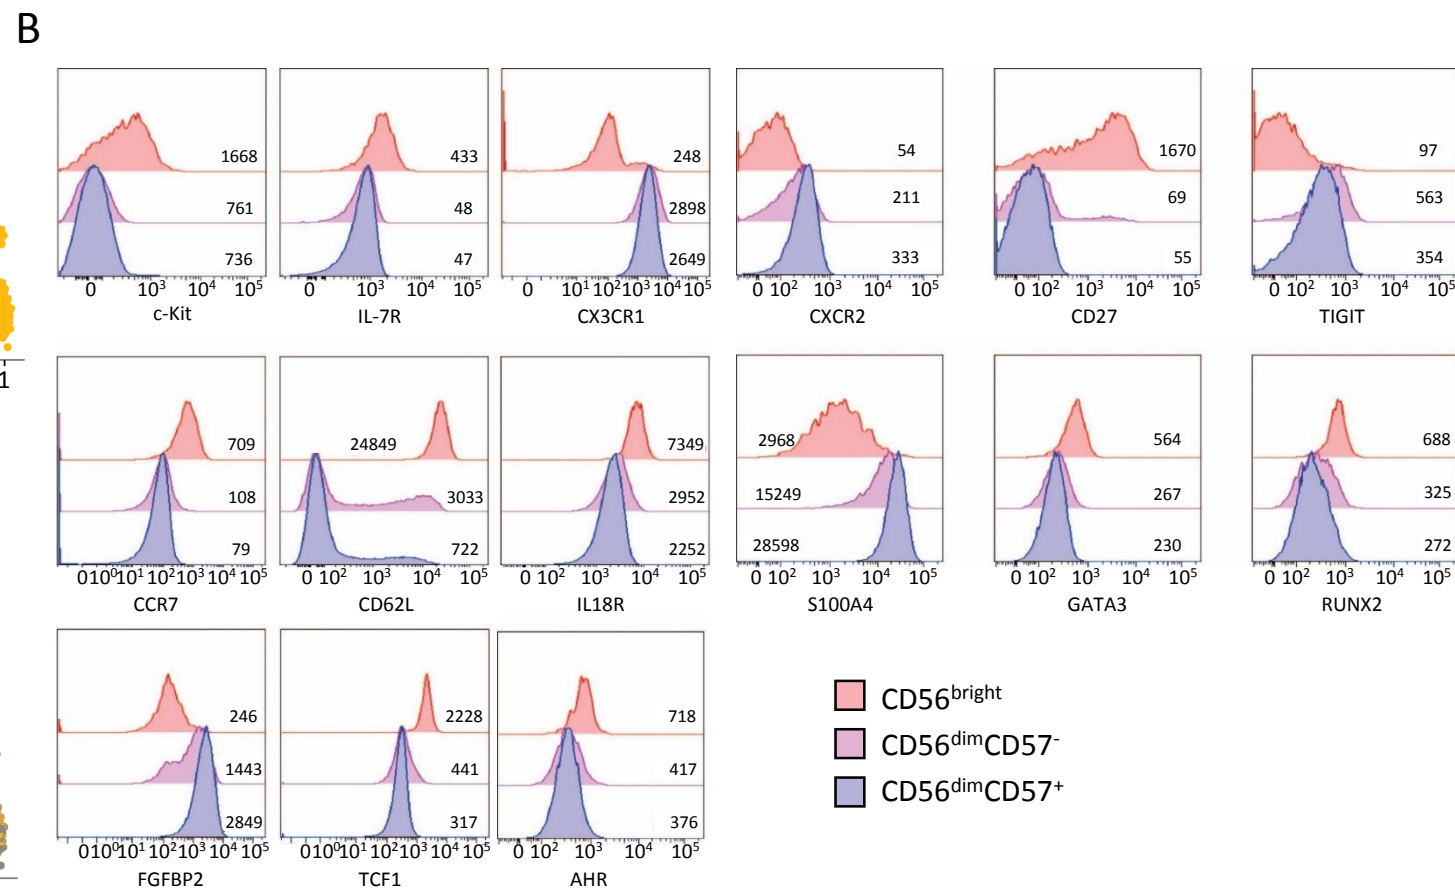 B
1668
761
736
0 10³ 10⁴ 10⁵
c-Kit
433
48
47
0 10³ 10⁴ 10⁵
IL-7R
248
2898
2649
0 10¹ 10² 10³ 10⁴ 10⁵
CX3CR1
54
211
333
0 10² 10³ 10⁴ 10⁵
CXCR2
1670
69
55
0 10² 10³ 10⁴ 10⁵
CD27
97
563
354
0 10² 10³ 10⁴ 10⁵
TIGIT
1
709
108
79
0 10⁰ 10¹ 10² 10³ 10⁴ 10⁵
CCR7
24849
3033
722
0 10² 10³ 10⁴ 10⁵
CD62L
7349
2952
2252
0 10² 10³ 10⁴ 10⁵
IL18R
2968
15249
28598
0 10² 10³ 10⁴ 10⁵
S100A4
564
267
230
0 10² 10³ 10⁴ 10⁵
GATA3
688
325
272
0 10² 10³ 10⁴ 10⁵
RUNX2
246
1443
2849
0 10⁰ 10¹ 10² 10³ 10⁴ 10⁵
FGFBP2
2228
441
317
0 10⁰ 10¹ 10² 10³ 10⁴ 10⁵
TCF1
718
417
376
0 10² 10³ 10⁴ 10⁵
AHR
CD56bright
CD56dimCD57-
CD56dimCD57+